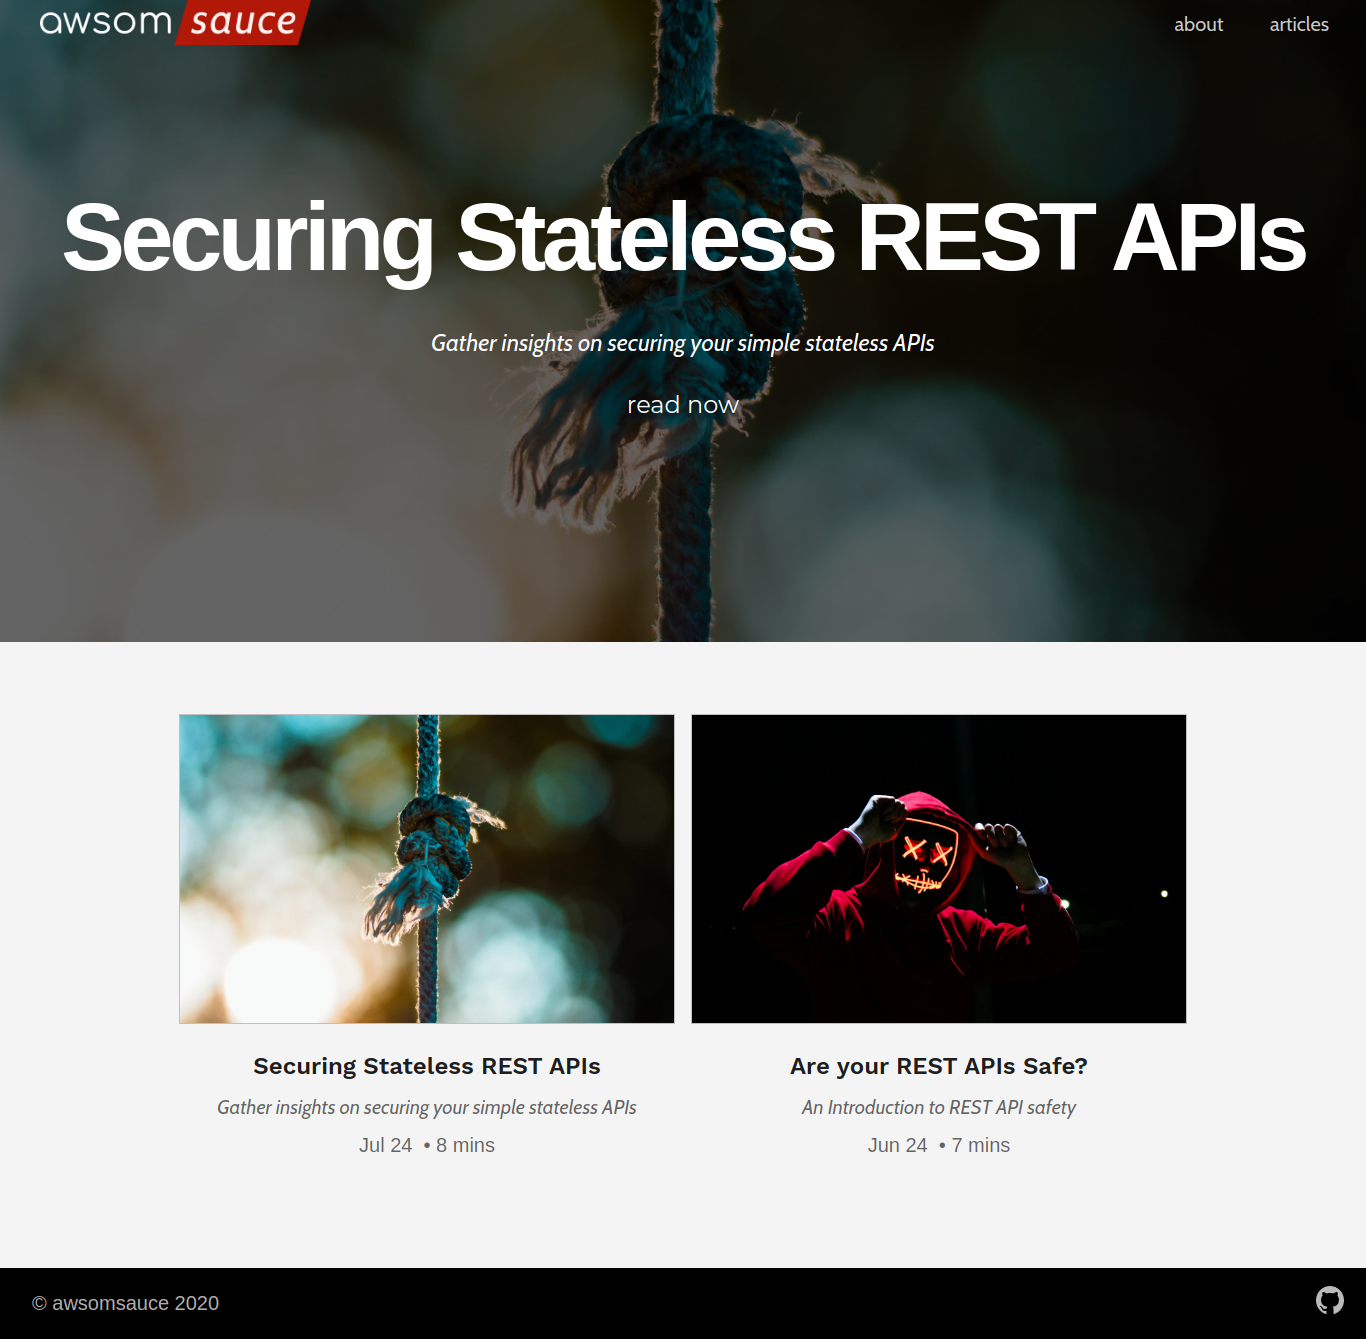 awsom sauce
about articles
Securing Stateless REST APIs
Gather insights on securing your simple stateless APIs
read now
Securing Stateless REST APIs
Gather insights on securing your simple stateless APIs
Jul 24 • 8 mins
Are your REST APIs Safe?
An Introduction to REST API safety
Jun 24 • 7 mins
© awsomsauce 2020